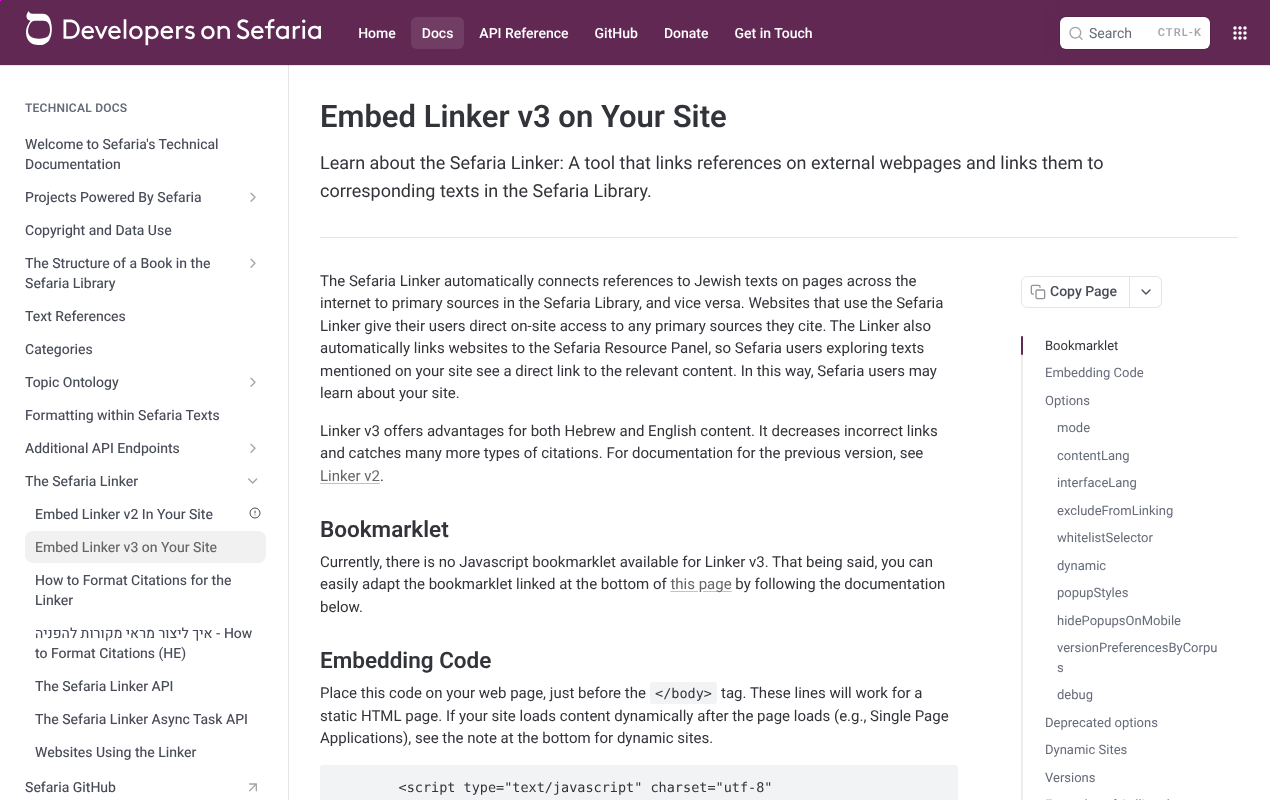 Developers on Sefaria
Home
Docs
API Reference
GitHub
Donate
Get in Touch
Search
CTRL-K
TECHNICAL DOCS
Welcome to Sefaria's Technical
Documentation
Projects Powered By Sefaria
Copyright and Data Use
The Structure of a Book in the
Sefaria Library
Text References
Categories
Topic Ontology
Formatting within Sefaria Texts
Additional API Endpoints
The Sefaria Linker
Embed Linker v2 In Your Site
Embed Linker v3 on Your Site
How to Format Citations for the
Linker
איך ליצור מראי מקורות להפניה - How
to Format Citations (HE)
The Sefaria Linker API
The Sefaria Linker Async Task API
Websites Using the Linker
Sefaria GitHub
Embed Linker v3 on Your Site
Learn about the Sefaria Linker: A tool that links references on external webpages and links them to
corresponding texts in the Sefaria Library.
The Sefaria Linker automatically connects references to Jewish texts on pages across the
internet to primary sources in the Sefaria Library, and vice versa. Websites that use the Sefaria
Linker give their users direct on-site access to any primary sources they cite. The Linker also
automatically links websites to the Sefaria Resource Panel, so Sefaria users exploring texts
mentioned on your site see a direct link to the relevant content. In this way, Sefaria users may
learn about your site.
Linker v3 offers advantages for both Hebrew and English content. It decreases incorrect links
and catches many more types of citations. For documentation for the previous version, see
Linker v2.
Bookmarklet
Currently, there is no Javascript bookmarklet available for Linker v3. That being said, you can
easily adapt the bookmarklet linked at the bottom of this page by following the documentation
below.
Embedding Code
Place this code on your web page, just before the </body> tag. These lines will work for a
static HTML page. If your site loads content dynamically after the page loads (e.g., Single Page
Applications), see the note at the bottom for dynamic sites.
<script type="text/javascript" charset="utf-8"
Copy Page
Bookmarklet
Embedding Code
Options
mode
contentLang
interfaceLang
excludeFromLinking
whitelistSelector
dynamic
popupStyles
hidePopupsOnMobile
versionPreferencesByCorpu
s
debug
Deprecated options
Dynamic Sites
Versions